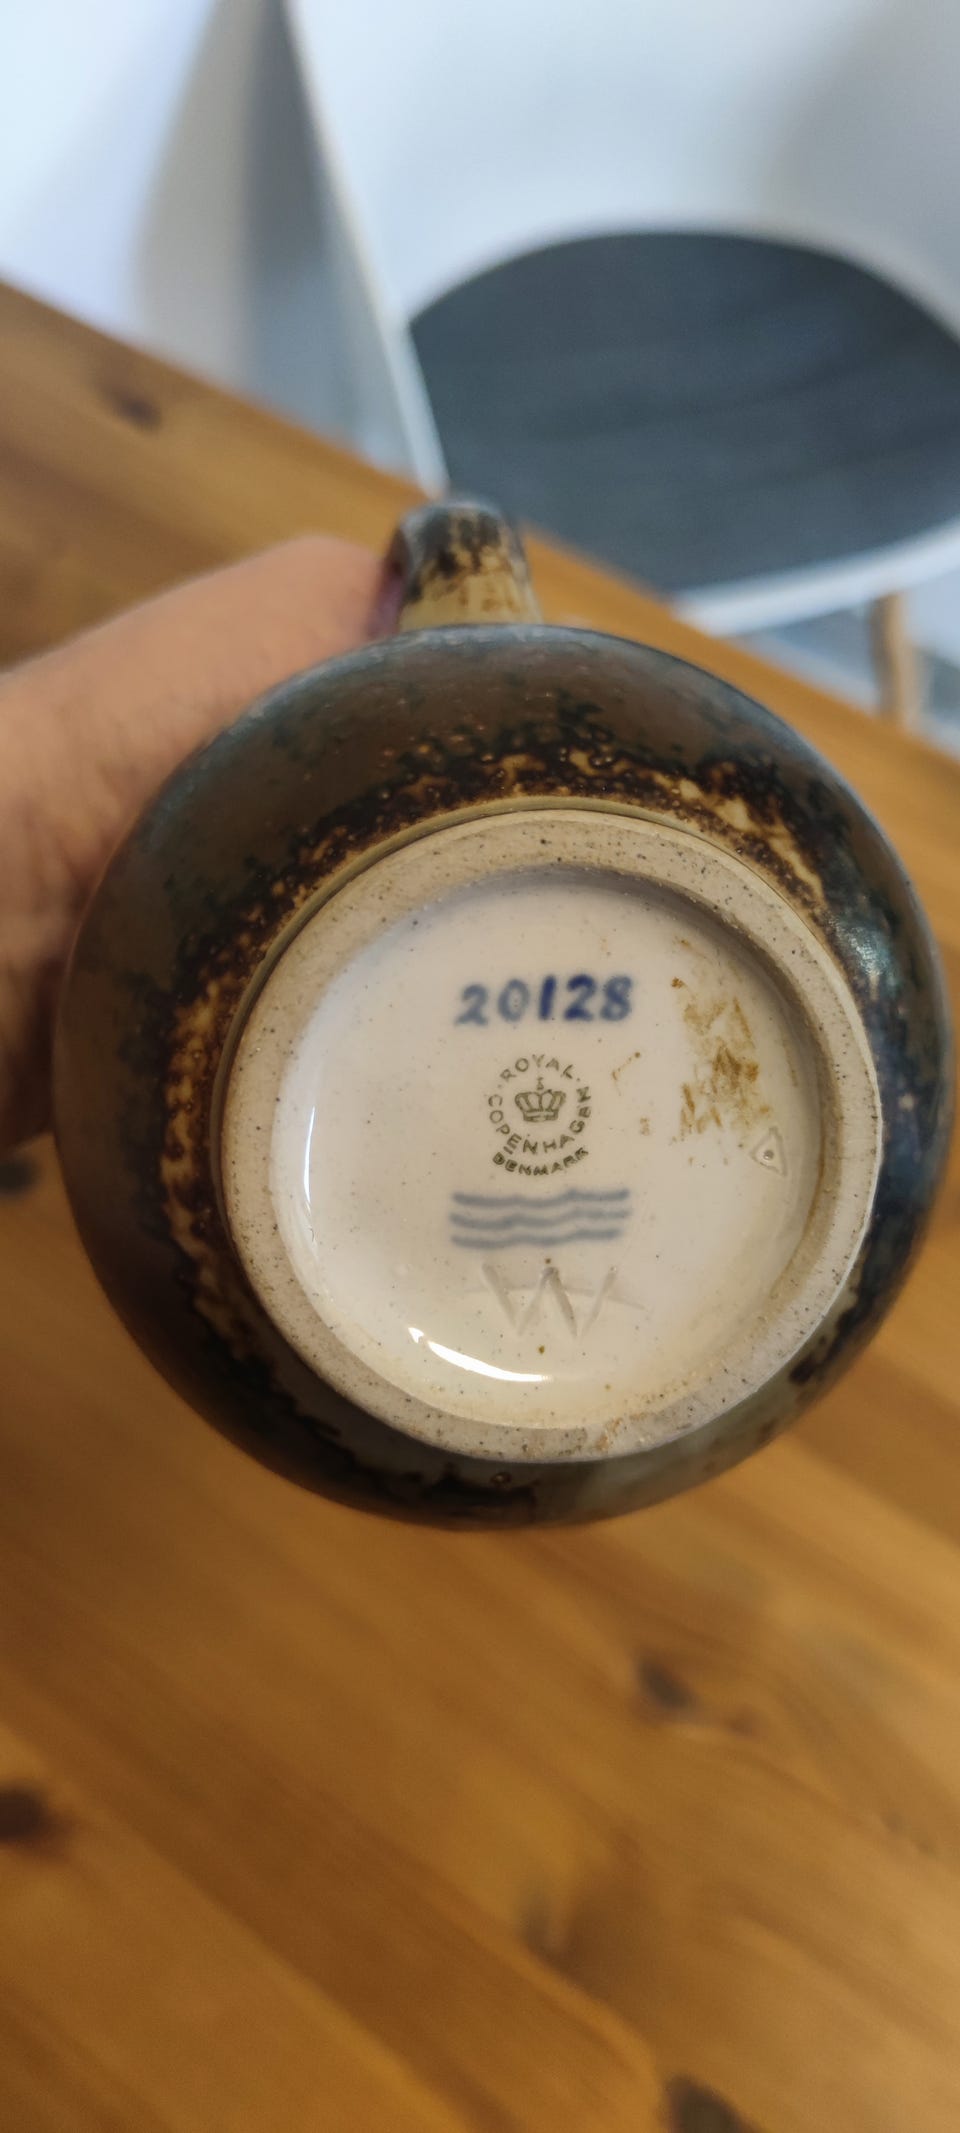 20128
ROYAL
COPENHAGEN
DENMARK
W